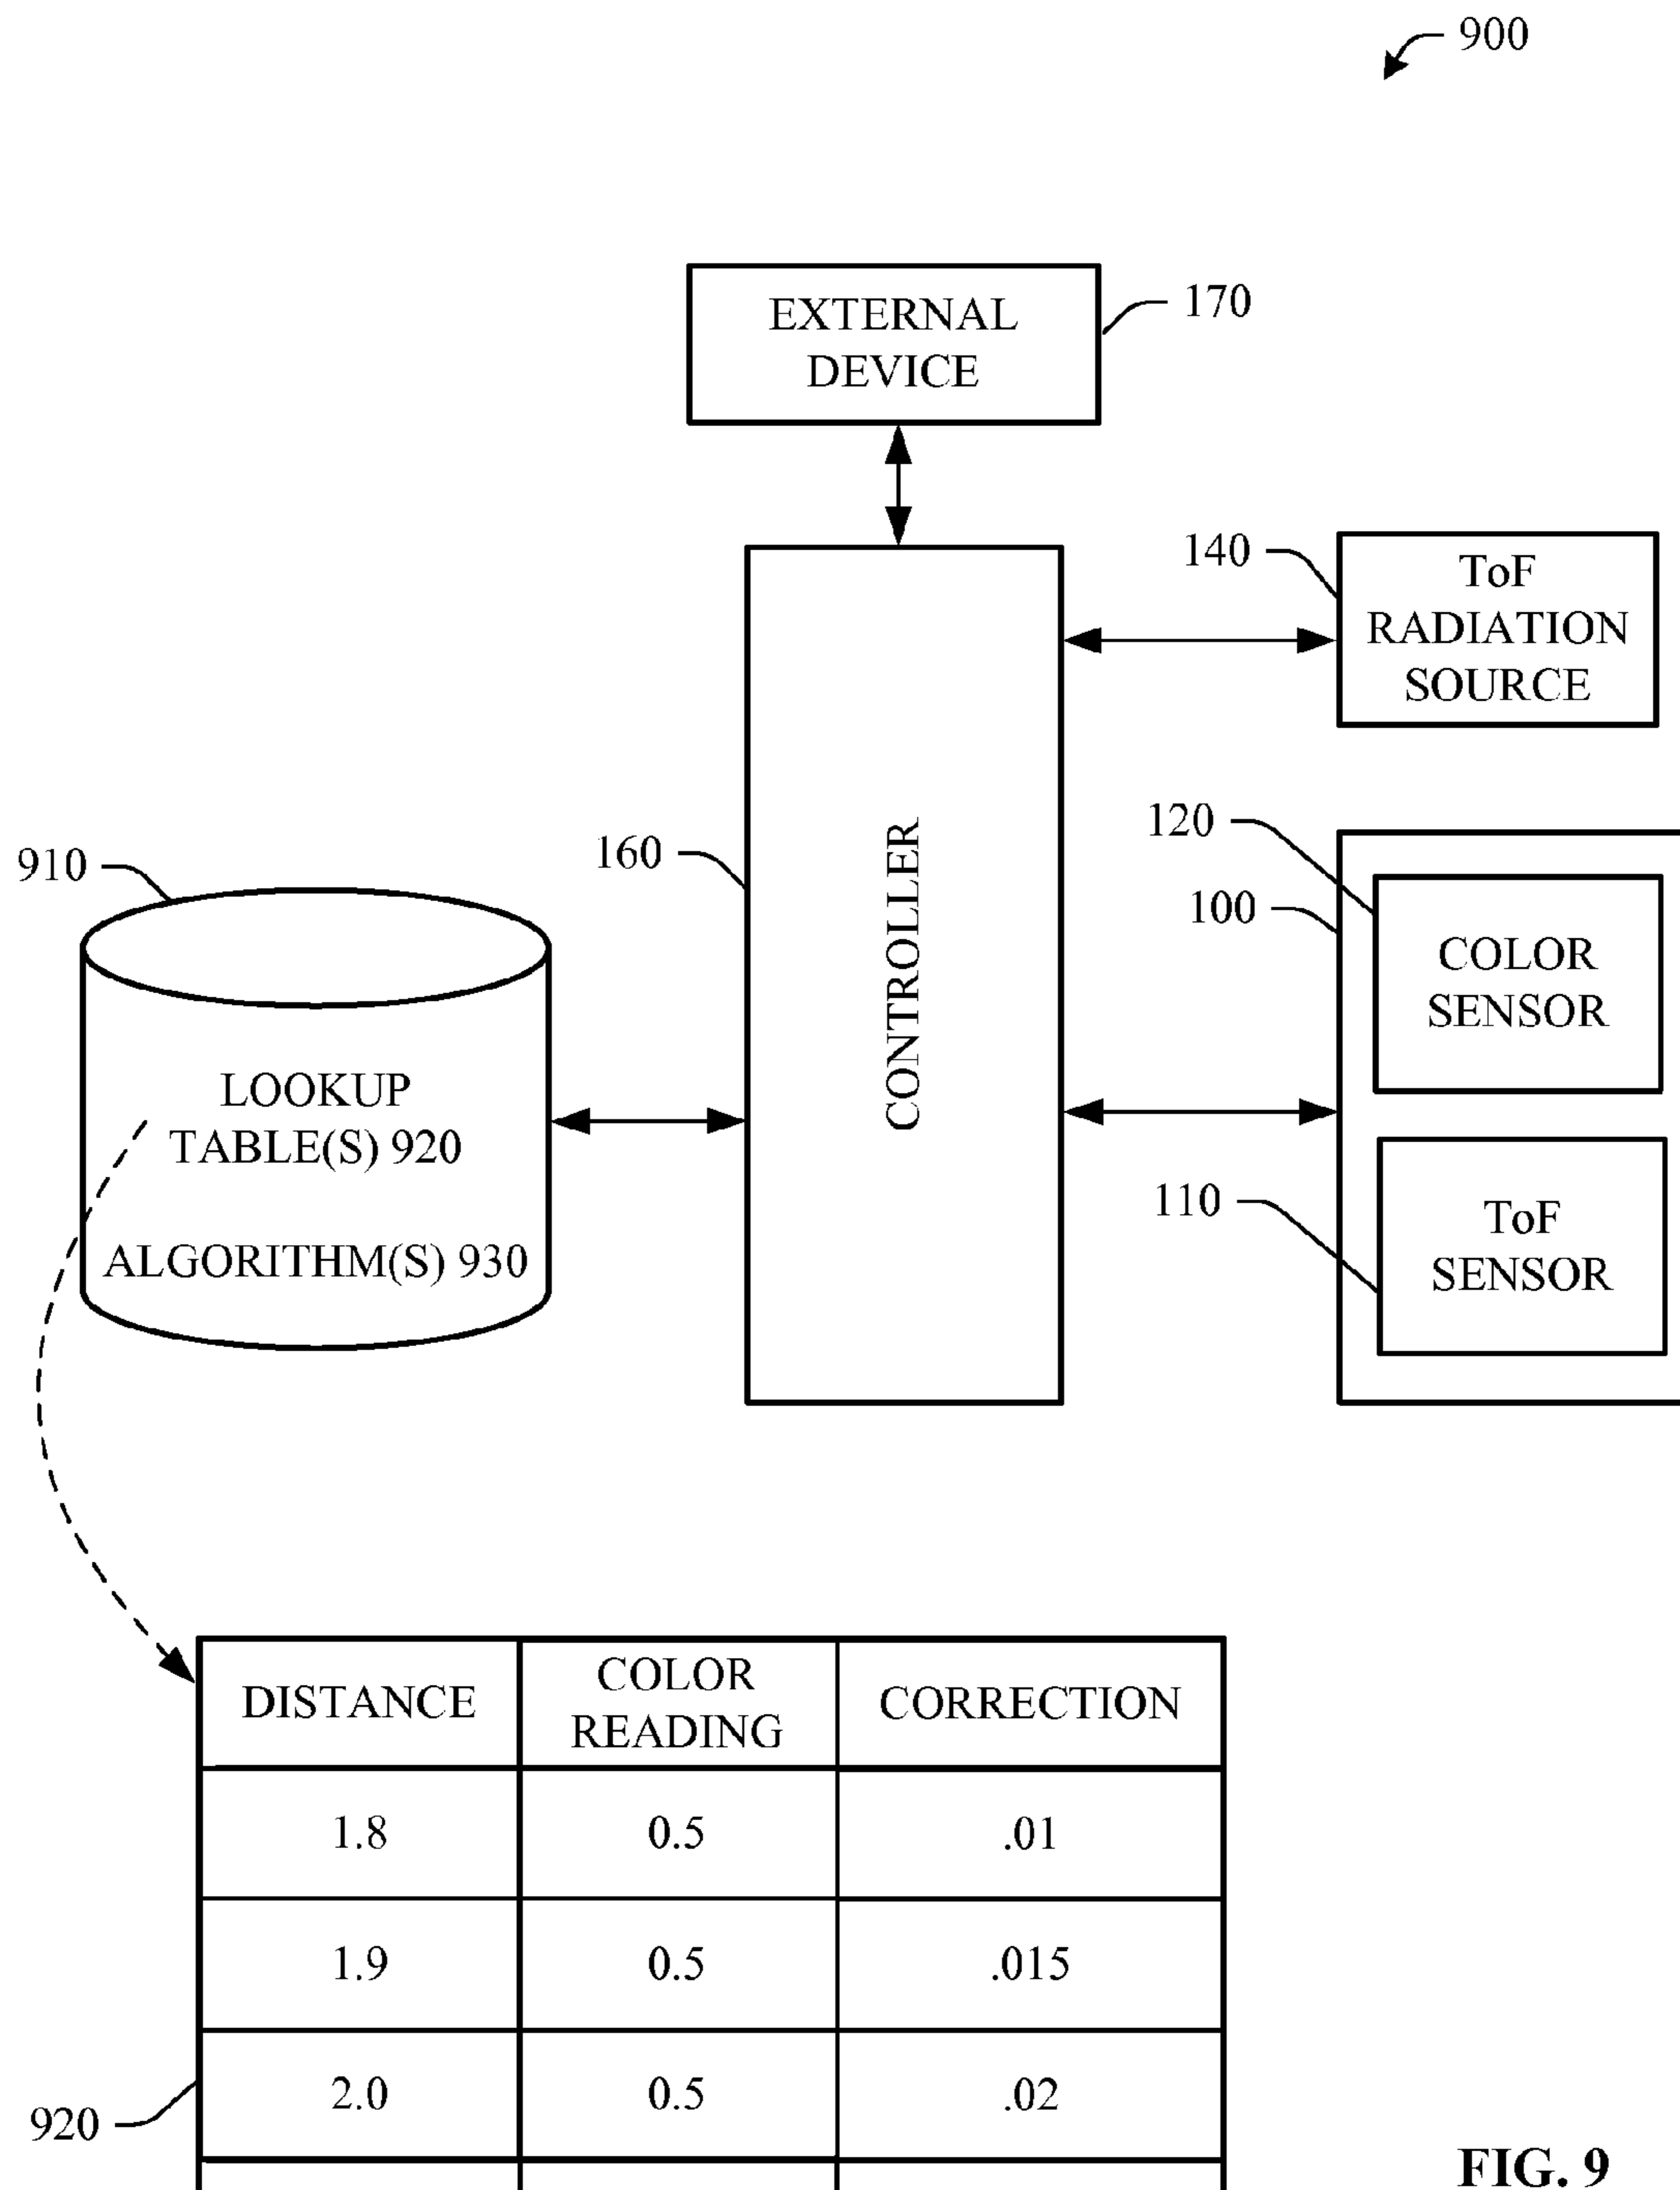 900
EXTERNAL
DEVICE
170
140
ToF
RADIATION
SOURCE
120
100
COLOR
SENSOR
110
ToF
SENSOR
160
CONTROLLER
910
LOOKUP
TABLE(S) 920
ALGORITHM(S) 930
DISTANCE
COLOR
READING
CORRECTION
1.8 0.5 .01
1.9 0.5 .015
2.0 0.5 .02
920
FIG. 9